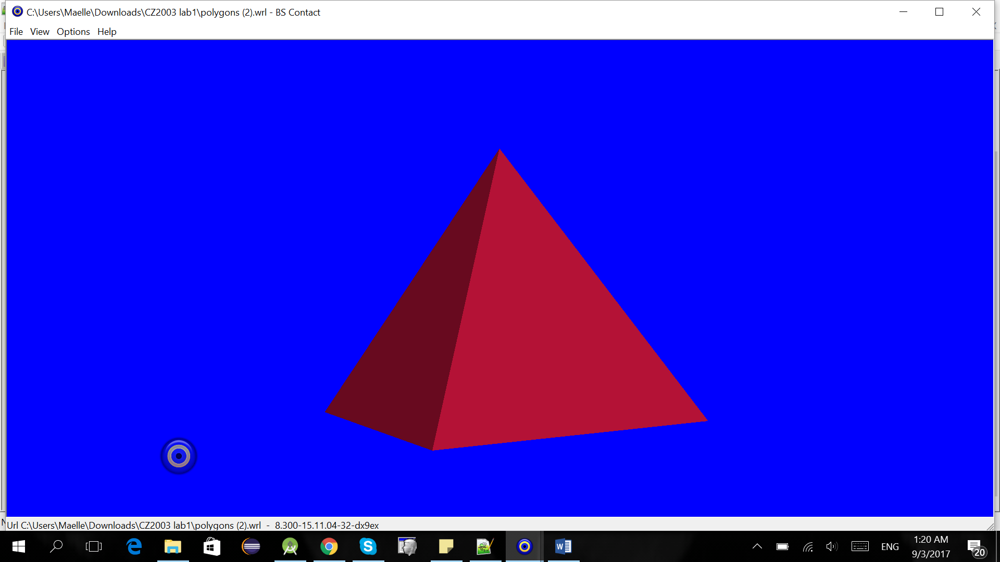 C:\Users\Maelle\Downloads\CZ2003 lab1\polygons (2).wrl - BS Contact
File View Options Help
Url C:\Users\Maelle\Downloads\CZ2003 lab1\polygons (2).wrl - 8.300-15.11.04-32-dx9ex
ENG
1:20 AM
9/3/2017
20